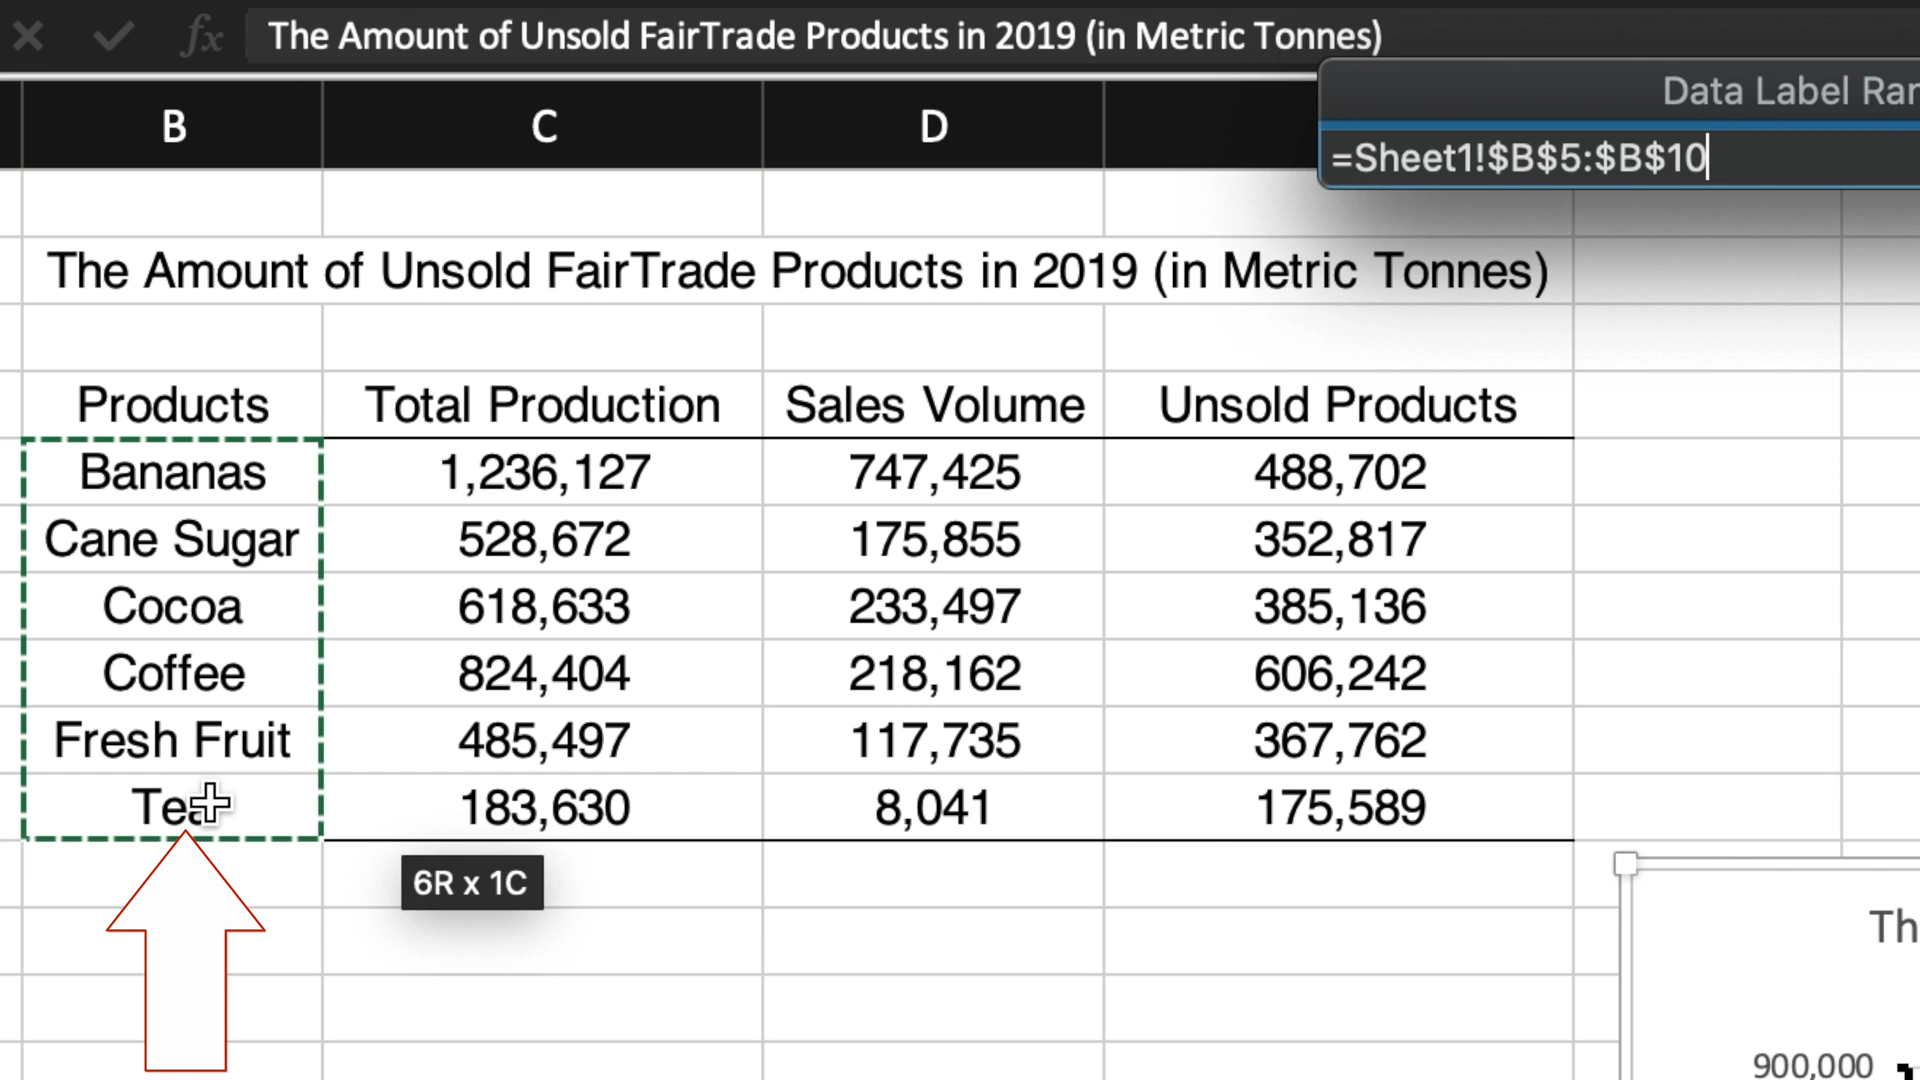 fx The Amount of Unsold FairTrade Products in 2019 (in Metric Tonnes)
Data Label Ran
B C D
=Sheet1!$B$5:$B$10
The Amount of Unsold FairTrade Products in 2019 (in Metric Tonnes)
Products Total Production Sales Volume Unsold Products
Bananas 1,236,127 747,425 488,702
Cane Sugar 528,672 175,855 352,817
Cocoa 618,633 233,497 385,136
Coffee 824,404 218,162 606,242
Fresh Fruit 485,497 117,735 367,762
Tea 183,630 8,041 175,589
6R x 1C
Th
900,000